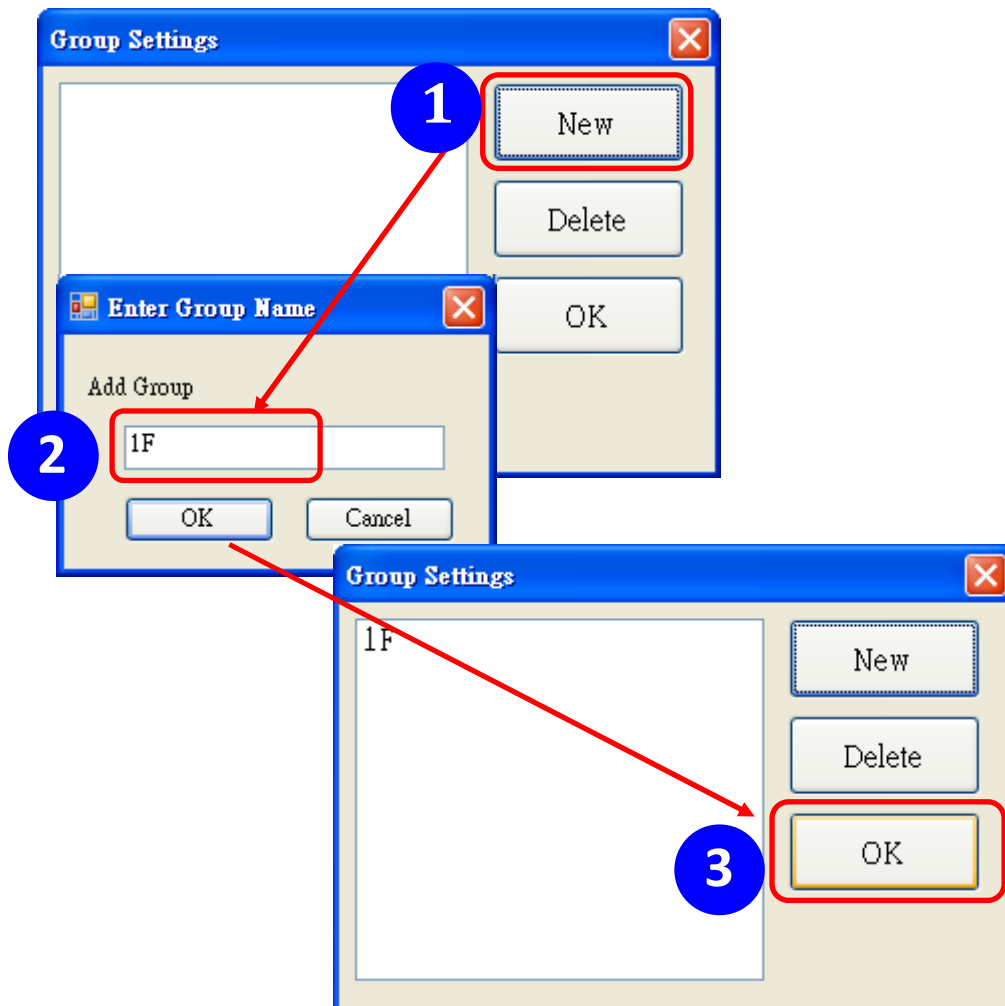 Group Settings
1
New
Delete
OK
Enter Group Name
Add Group
2
1F
OK
Cancel
Group Settings
1F
New
Delete
3
OK